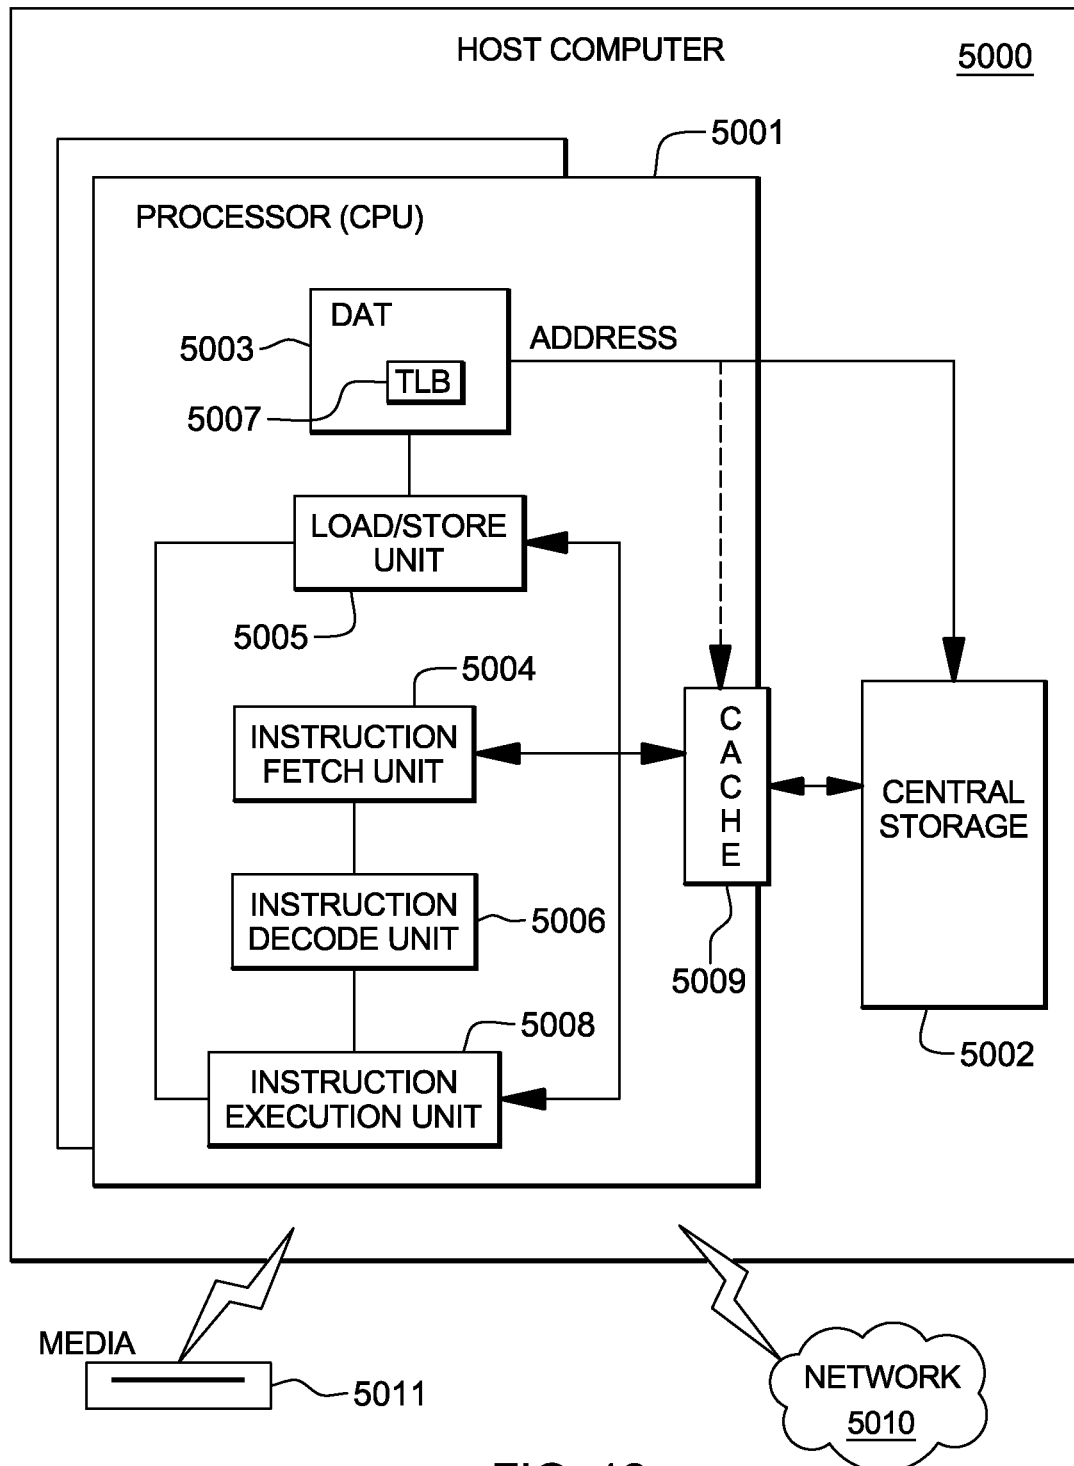 HOST COMPUTER
5000
5001
PROCESSOR (CPU)
DAT
ADDRESS
5003
TLB
5007
LOAD/STORE
UNIT
5005
5004
INSTRUCTION
FETCH UNIT
C
A
C
H
E
CENTRAL
STORAGE
INSTRUCTION
DECODE UNIT
5006
5009
5008
5002
INSTRUCTION
EXECUTION UNIT
MEDIA
5011
NETWORK
5010